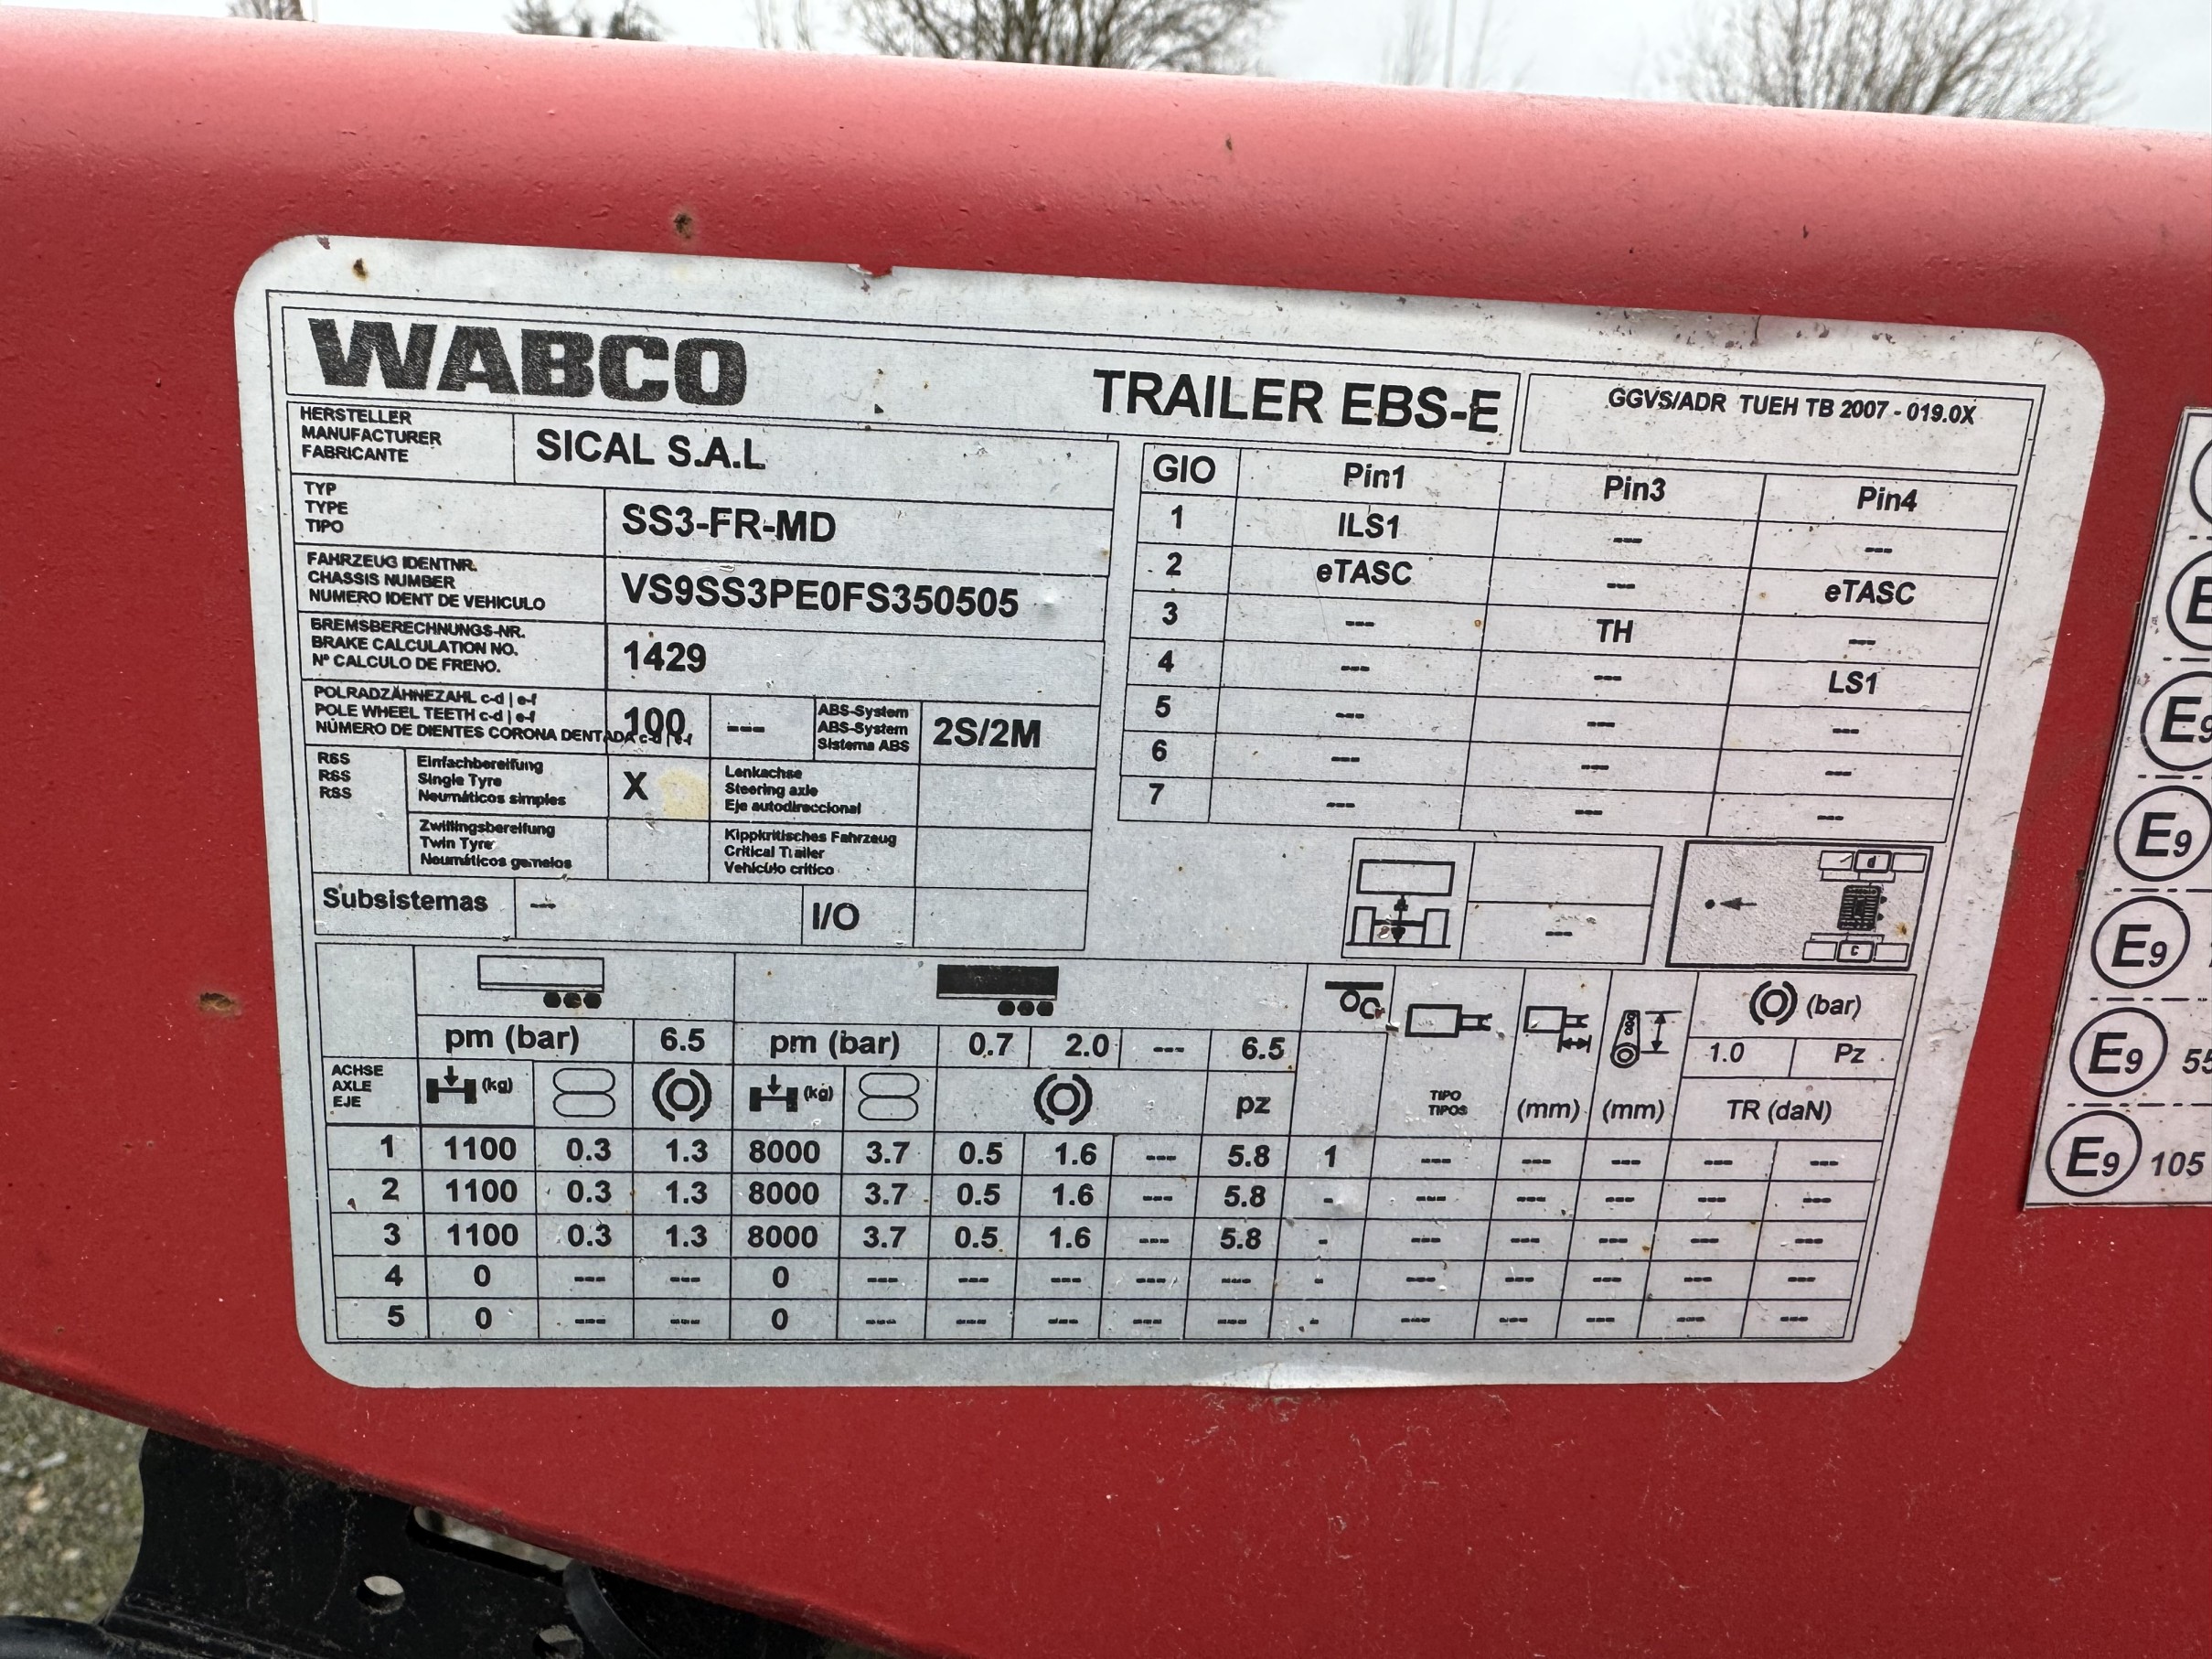 WABCO
TRAILER EBS-E
GGVS/ADR TUEH TB 2007 - 019.0X
HERSTELLER
MANUFACTURER
FABRICANTE
SICAL S.A.L
TYP
TYPE
TIPO
SS3-FR-MD
FAHRZEUG IDENTNR.
CHASSIS NUMBER
NUMERO IDENT DE VEHICULO
VS9SS3PE0FS350505
BREMSBERECHNUNGS-NR.
BRAKE CALCULATION NO.
Nº CALCULO DE FRENO.
1429
POLRADZÄHNEZAHL c-d | e-f
POLE WHEEL TEETH c-d | e-f
NÚMERO DE DIENTES CORONA DENTADA c-d | e-f
100
---
ABS-System
ABS-System
Sistema ABS
2S/2M
RSS
RSS
RSS
Einfachbereifung
Single Tyre
Neumáticos simples
X
Lenkachse
Steering axle
Eje autodireccional
Zwillingsbereifung
Twin Tyre
Neumáticos gemelos
Kippkritisches Fahrzeug
Critical Trailer
Vehículo crítico
Subsistemas --- I/O
GIO Pin1 Pin3 Pin4
1 ILS1 --- ---
2 eTASC --- eTASC
3 --- TH ---
4 --- --- LS1
5 --- --- ---
6 --- --- ---
7 --- --- ---
---
d
c
pm (bar) 6.5 pm (bar) 0.7 2.0 --- 6.5
(bar)
1.0 Pz
ACHSE
AXLE
EJE
(kg) (kg) pz
TIPO
TIPOS
(mm) (mm) TR (daN)
1 1100 0.3 1.3 8000 3.7 0.5 1.6 --- 5.8 1 --- --- --- --- ---
2 1100 0.3 1.3 8000 3.7 0.5 1.6 --- 5.8 - --- --- --- --- ---
3 1100 0.3 1.3 8000 3.7 0.5 1.6 --- 5.8 - --- --- --- --- ---
4 0 --- --- 0 --- --- --- --- --- - --- --- --- --- ---
5 0 --- --- 0 --- --- --- --- --- - --- --- --- --- ---
E9
E9
E9
E9 55
E9 105